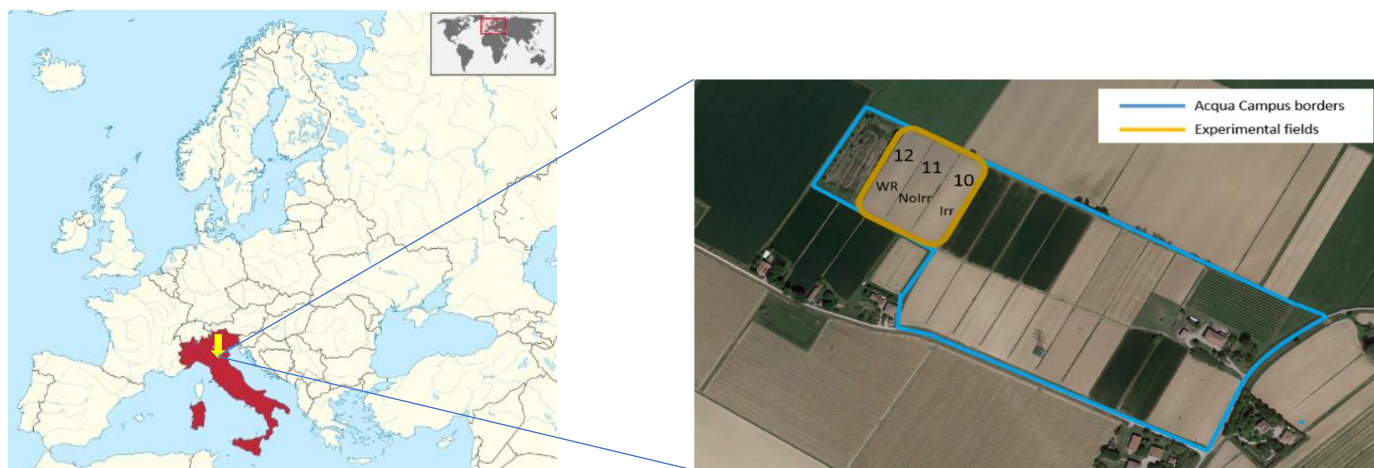 Acqua Campus borders
Experimental fields
12
11
10
WR
NoIrr
Irr